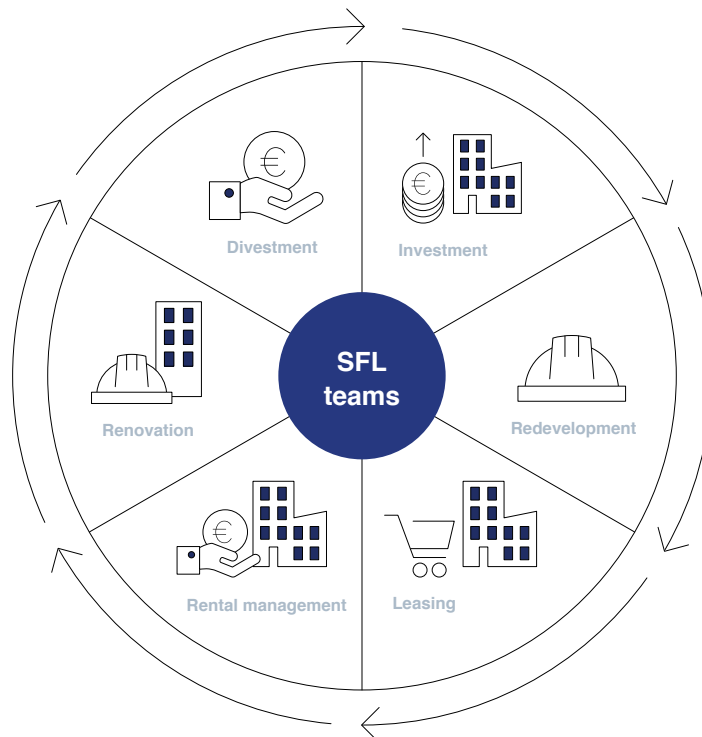 Divestment
Investment
SFL
teams
Renovation
Redevelopment
Rental management
Leasing